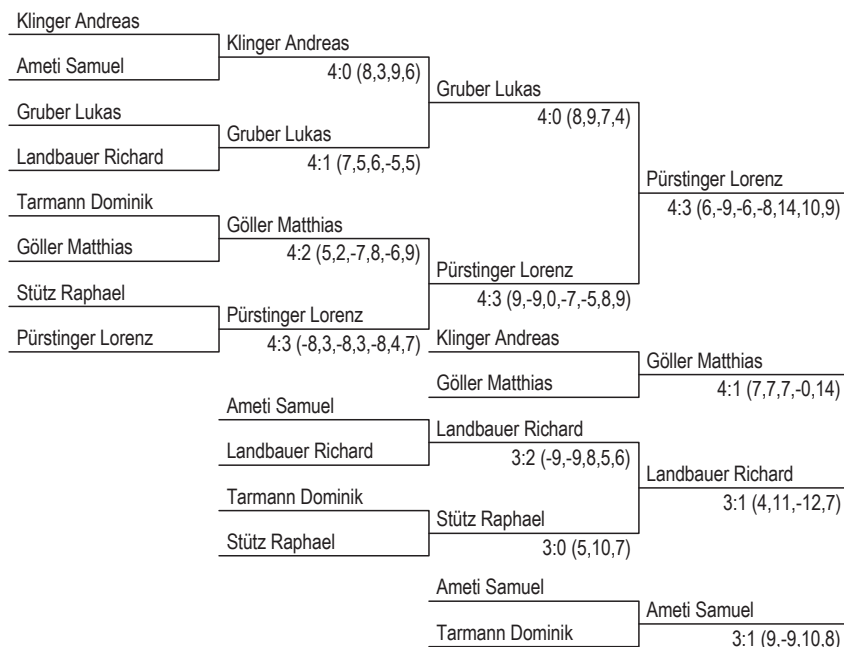 Klinger Andreas
Klinger Andreas
Ameti Samuel
4:0 (8,3,9,6)
Gruber Lukas
Gruber Lukas
4:0 (8,9,7,4)
Gruber Lukas
Landbauer Richard
4:1 (7,5,6,-5,5)
Pürstinger Lorenz
4:3 (6,-9,-6,-8,14,10,9)
Tarmann Dominik
Göller Matthias
Göller Matthias
4:2 (5,2,-7,8,-6,9)
Pürstinger Lorenz
4:3 (9,-9,0,-7,-5,8,9)
Stütz Raphael
Pürstinger Lorenz
Pürstinger Lorenz
4:3 (-8,3,-8,3,-8,4,7)
Klinger Andreas
Göller Matthias
Göller Matthias
4:1 (7,7,7,-0,14)
Ameti Samuel
Landbauer Richard
Landbauer Richard
3:2 (-9,-9,8,5,6)
Landbauer Richard
3:1 (4,11,-12,7)
Tarmann Dominik
Stütz Raphael
Stütz Raphael
3:0 (5,10,7)
Ameti Samuel
Ameti Samuel
Tarmann Dominik
3:1 (9,-9,10,8)